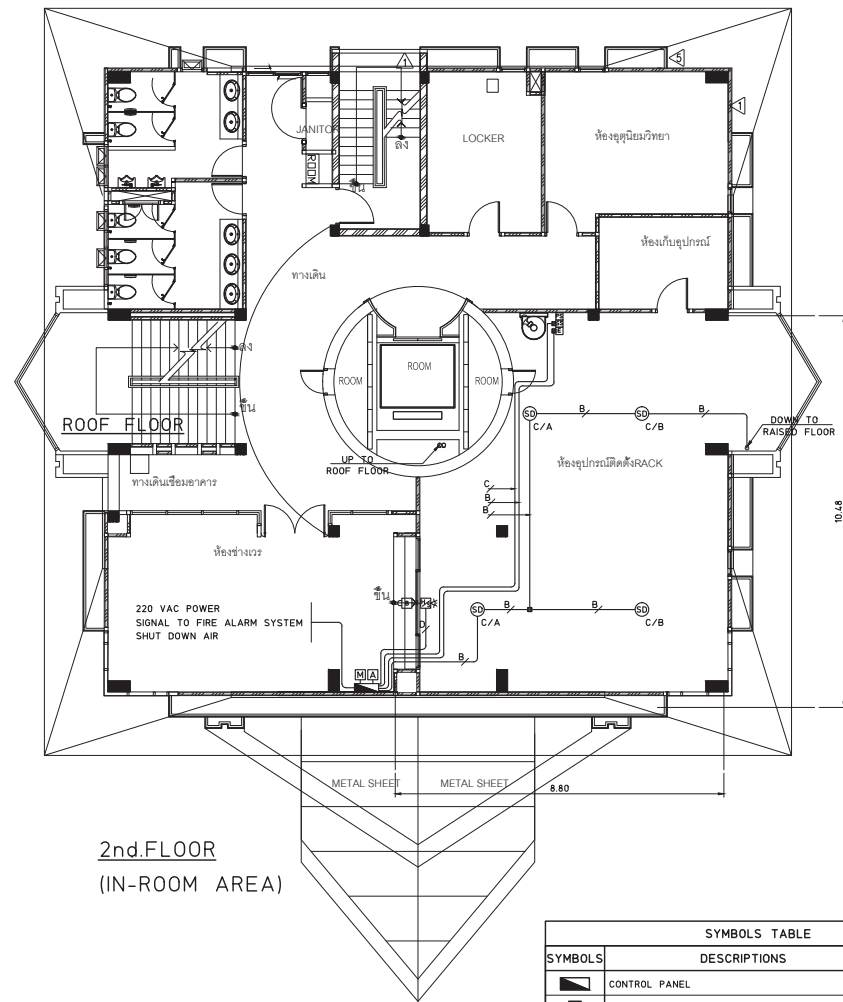 1
5
1
JANITOR
ROOM
ลง
ขึ้น
LOCKER
ห้องอุตุนิยมวิทยา
ห้องเก็บอุปกรณ์
ทางเดิน
ลง
ขึ้น
ROOF FLOOR
ROOM
ROOM
ROOM
UP TO
ROOF FLOOR
SD
C/A
B
SD
C/B
B
DOWN TO
RAISED FLOOR
ทางเดินเชื่อมอาคาร
ห้องอุปกรณ์ติดตั้งRACK
C
B
B
10.48
ห้องช่างเวร
220 VAC POWER
SIGNAL TO FIRE ALARM SYSTEM
SHUT DOWN AIR
ขึ้น
B
H
D
SD
C/A
B
B
SD
C/B
B
M A
METAL SHEET
METAL SHEET
8.80
2nd.FLOOR
(IN-ROOM AREA)
SYMBOLS TABLE
SYMBOLS
DESCRIPTIONS
CONTROL PANEL